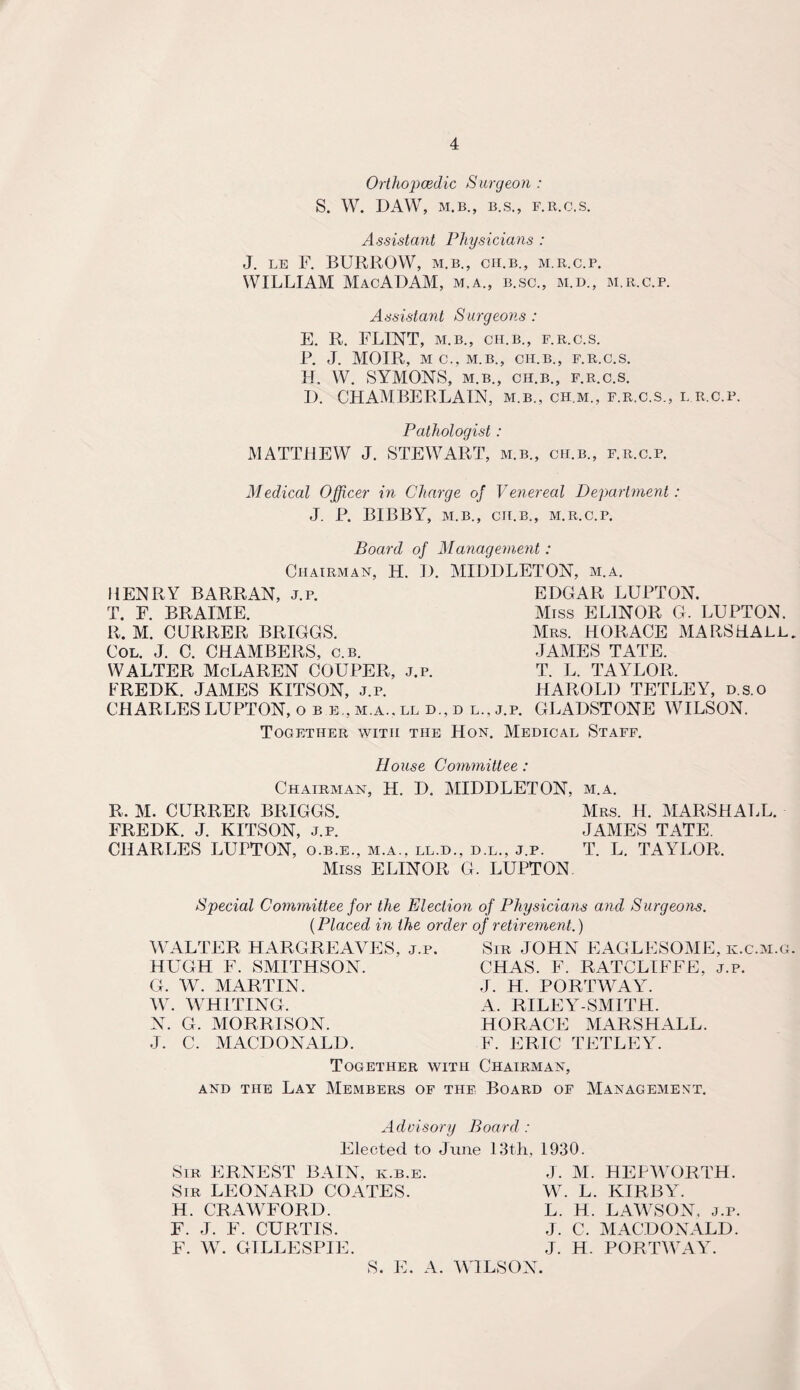 4
Orthopœdic Surgeon :
S. W. DAW, M.B., B.S., F.R.C.S.
Assistant Physicians :
J. LE F. BURROW, M.B., CH.B., M.R.C.P.
WILLIAM MacADAM, M.A., B.SC., M.D., M.R.C.P.
Assistant Surgeons :
E. R. FLINT, M.B., CH.B., F.R.C.S.
P. J. MOIR, M C., M.B., CH.B., F.R.C.S.
H. W. SYMONS, M.B., CH.B., F.R.C.S.
D. CHAMBERLAIN, M.B., CH.M., F.R.C.S., L R.C.P.
Pathologist :
MATTHEW J. STEWART, M.B., CH.B., F.R.C.P.
Medical Officer in Charge of Venereal Department :
J. P. BIBBY, M.B., CH.B., M.R.C.P.
Board of Management :
Chairman, H. D. MIDDLETON, M.A.
HENRY BARRAN, J.P. EDGAR LUPTON.
T. F. BRAIME. Miss ELINOR G. LUPTON.
R. M. CURRER BRIGGS. Mrs. HORACE MARSHALL.
Col. J. C. CHAMBERS, C.B. JAMES TATE.
WALTER McLAREN COUPER, J.P. T. L. TAYLOR.
FREDK. JAMES KITSON, J.P. HAROLD TETLEY, D.S.O
CHARLES LUPTON, O B E., M.A., LL D., D L., J.P. GLADSTONE WILSON.
Together with the Hon. Medical Staff.
House Committee :
Chairman, H. D. MIDDLETON, M.A.
R. M. CURRER BRIGGS. Mrs. H. MARSHALL.
FREDK. J. KITSON, J.P. JAMES TATE.
CHARLES LUPTON, O.B.E., M.A., LL.D., D.L., J.P. T. L. TAYLOR.
Miss ELINOR G. LUPTON
Special Committee for the Election of Physicians and Surgeons.
(Placed in the order of retirement.)
WALTER HARGREAVES, J.P. Sir JOHN EAGLESOME, K.C.M.G.
HUGH F. SMITHSON. CHAS. F. RATCLIFFE, J.P.
G. W. MARTIN. J. H. PORTWAY.
W. WHITING. A. RILEY-SMITH.
N. G. MORRISON. HORACE MARSHALL.
J. C. MACDONALD. F. ERIC TETLEY.
Together with Chairman,
and the Lay Members of the Board of Management.
Advisory Board :
Elected to June 13th, 1930.
Sir ERNEST BAIN, K.B.E. J. M. HEPWORTH.
Sir LEONARD COATES. W. L. KIRBY.
H. CRAWFORD. L. H. LAWSON, J.P.
F. J. F. CURTIS. J. C. MACDONALD.
F. W. GILLESPIE. J. H. PORTWAY.
S. E. A. WILSON.